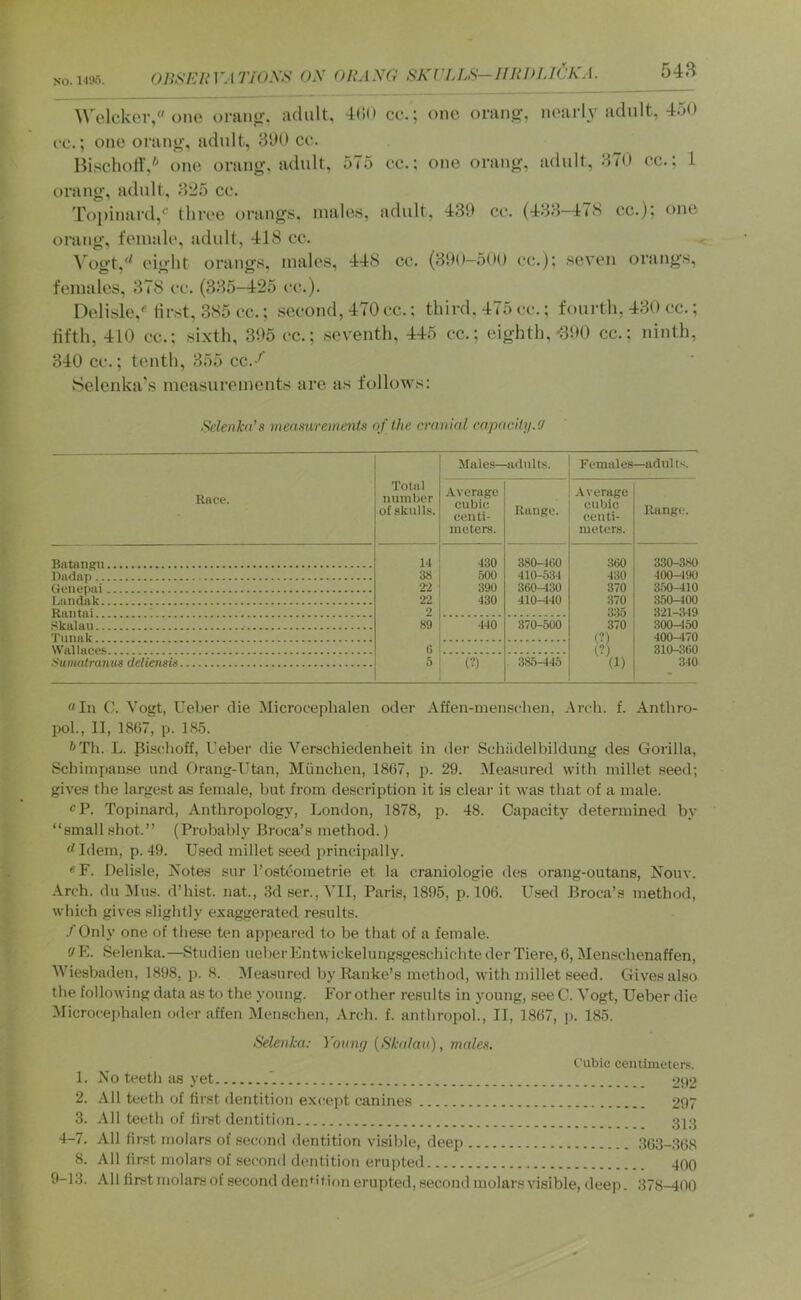 NO. 1496. OBSERVATIONS ON ORANG SKULLS—HRDLIČKA. 543
Welcker,a one orang, adult, 460 cc.; one orang, nearly adult, 450
cc.; one orang, adult, 390 cc.
Bischoff,b one orang, adult, 575 cc.; one orang, adult, 370 cc.; 1
orang, adult, 325 cc.
Topinard,c three orangs, males, adult, 439 cc. (433–478 cc.); one
orang, female, adult, 418 cc.
Vogt,d eight orangs, males, 448 cc. (390–500 cc.); seven orangs,
females, 378 cc. (335–425 cc.).
Delisle,e first, 385 cc.; second, 470 cc.; third, 475 cc.; fourth, 430 cc.;
fifth, 410 cc.; sixth, 395 cc.; seventh, 445 cc.; eighth, 390 cc.; ninth,
340 cc.; tenth, 355 cc.f
Selenka's measurements are as follows:
Selenka's measurements of the cranial capacity.g
Race. Total number of skulls. Males—adults. Females—adults.
Average cubic centimeters. Range. Average cubic centimeters. Range.
Batangu 14 430 380-460 360 330-380
Dadap 38 500 410-534 430 400-490
Genepai 22 390 360-430 370 350-410
Landak 22 430 410-440 370 350-400
Rantai 2 335 321-349
Skalau 89 440 370-500 370 300-450
Tunak (?) 400-470
Wallaces 6 (?) 310-360
Sumatranus deliensis 5 (?) 385-445 (1) 340
a In C. Vogt, Ueber die Microcephalen oder Affen-menschen, Arch. f. Anthro-
pol., II, 1867, p. 185.
b Th. L. Bischoff, Ueber die Verschiedenheit in der Schädelbildung des Gorilla,
Schimpanse und Orang-Utan, München, 1867, p. 29. Measured with millet seed;
gives the largest as female, but from description it is clear it was that of a male.
c P. Topinard, Anthropology, London, 1878, p. 48. Capacity determined by
"small shot." (Probably Broca's method.)
d Idem, p. 49. Used millet seed principally.
e F. Delisle, Notes sur l'ostéometrie et la craniologie des orang-outans, Nouv.
Arch. du Mus. d'hist. nat., 3d ser., VII, Paris, 1895, p. 106. Used Broca's method,
which gives slightly exaggerated results.
f Only one of these ten appeared to be that of a female.
g E. Selenka.—Studien ueber Entwickelungsgeschichte der Tiere, 6, Menschenaffen,
Wiesbaden, 1898, p. 8. Measured by Ranke's method, with millet seed. Gives also
the following data as to the young. For other results in young, see C. Vogt, Ueber die
Microcephalen oder affen Menschen, Arch. f. anthropol., II, 1867, p. 185.
Selenka: Young (Skalau), males.
Cubic centimeters.
1. No teeth as yet 292
2. All teeth of first dentition except canines 297
3. All teeth of first dentition 313
4-7. All first molars of second dentition visible, deep 363-368
8. All first molars of second dentition erupted 400
9-13. All first molars of second dentition erupted, second molars visible, deep. 378-400